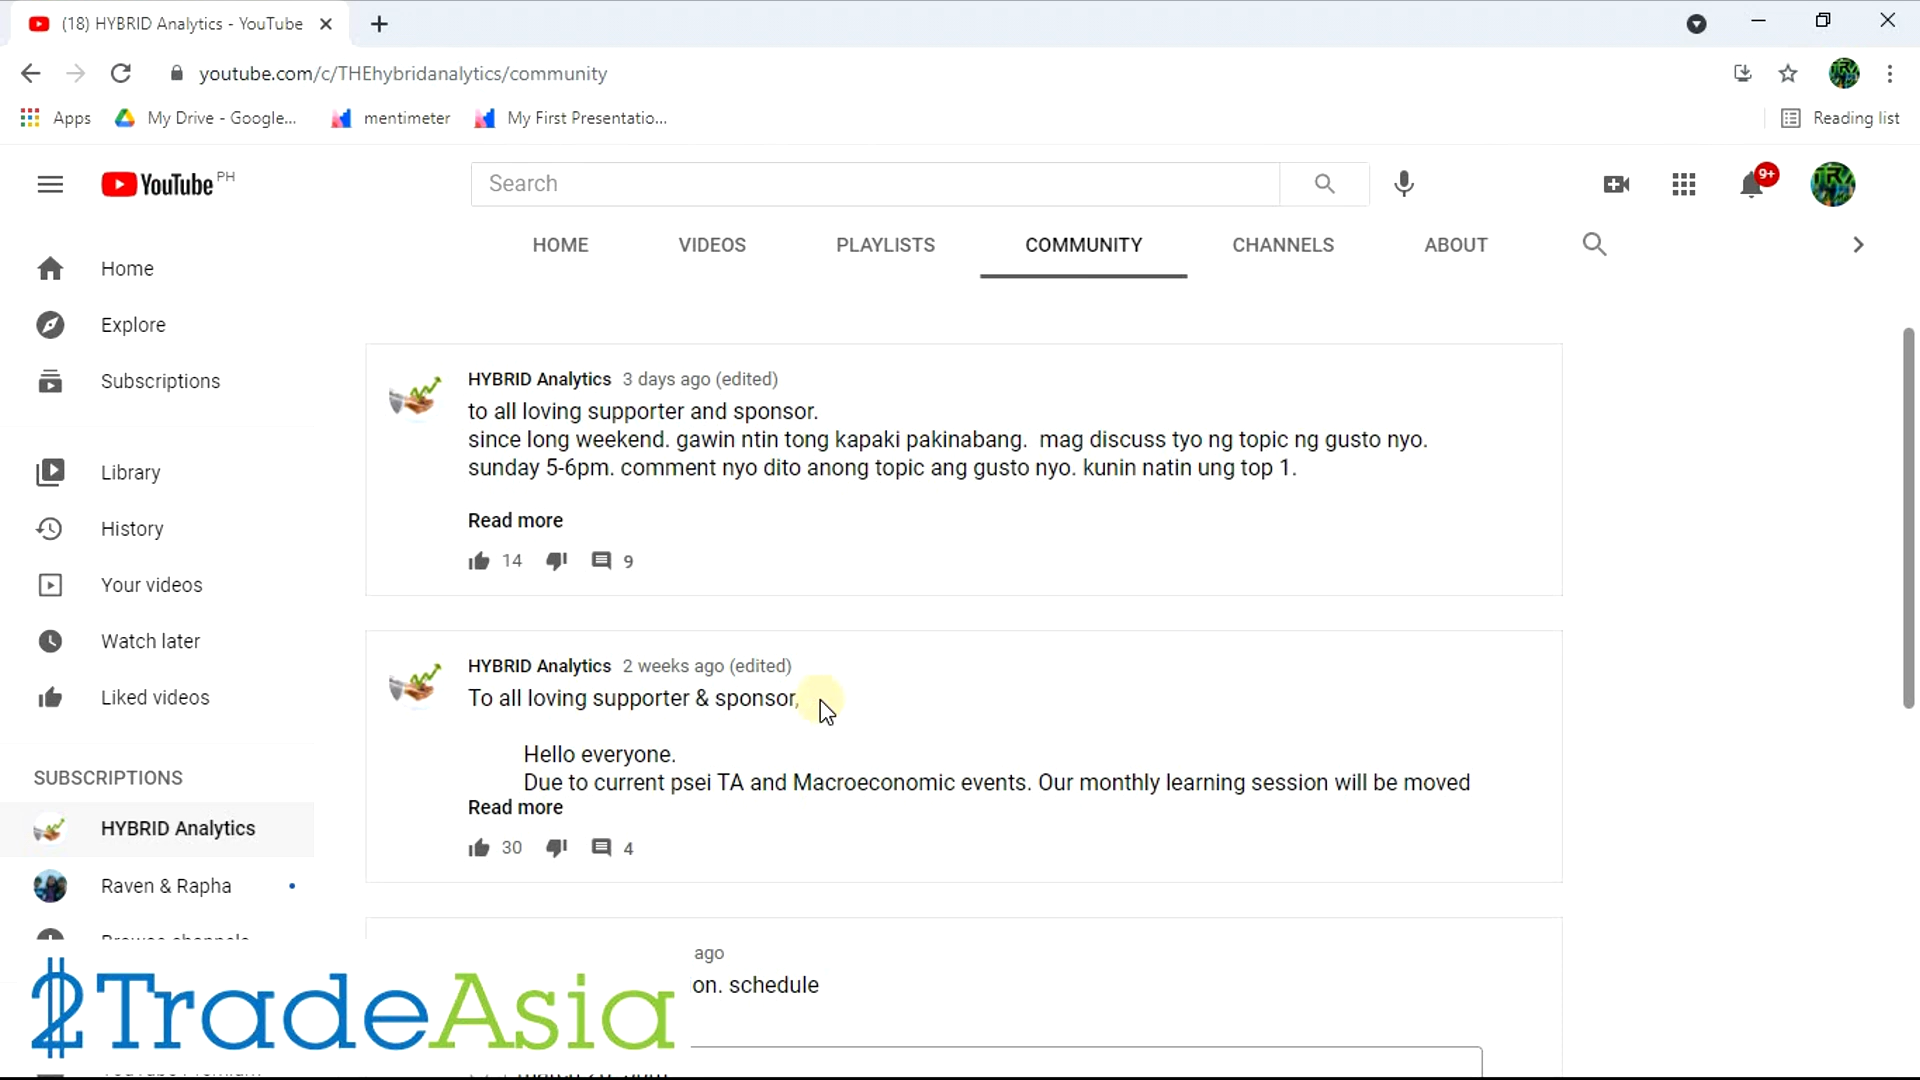 (18) HYBRID Analytics - YouTube
youtube.com/c/THEhybridanalytics/community
Apps
My Drive - Google...
mentimeter
My First Presentatio...
Reading list
YouTube PH
Search
9+
HOME
VIDEOS
PLAYLISTS
COMMUNITY
CHANNELS
ABOUT
Home
Explore
Subscriptions
Library
History
Your videos
Watch later
Liked videos
SUBSCRIPTIONS
HYBRID Analytics
Raven & Rapha
HYBRID Analytics 3 days ago (edited)
to all loving supporter and sponsor.
since long weekend. gawin ntin tong kapaki pakinabang. mag discuss tyo ng topic ng gusto nyo.
sunday 5-6pm. comment nyo dito anong topic ang gusto nyo. kunin natin ung top 1.
Read more
14
9
HYBRID Analytics 2 weeks ago (edited)
To all loving supporter & sponsor,
Hello everyone.
Due to current psei TA and Macroeconomic events. Our monthly learning session will be moved
Read more
30
4
ago
on. schedule
2TradeAsia